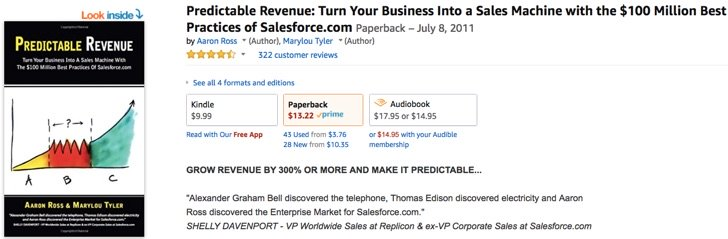 Look inside
PREDICTABLE REVENUE
Turn Your Business Into A Sales Machine With
The $100 Million Best Practices Of Salesforce.com
?
A B C
AARON ROSS & MARYLOU TYLER
"Alexander Graham Bell discovered the telephone, Thomas Edison discovered electricity and
Aaron Ross discovered the Enterprise Market for Salesforce.com."
SHELLY DAVENPORT - VP Worldwide Sales at Replicon & ex-VP Corporate Sales at Salesforce.com
Predictable Revenue: Turn Your Business Into a Sales Machine with the $100 Million Best
Practices of Salesforce.com Paperback – July 8, 2011
by Aaron Ross (Author), Marylou Tyler (Author)
322 customer reviews
See all 4 formats and editions
Kindle
$9.99
Paperback
$13.22 prime
Audiobook
$17.95 or $14.95
Read with Our Free App
43 Used from $3.76
28 New from $10.35
or $14.95 with your Audible
membership
GROW REVENUE BY 300% OR MORE AND MAKE IT PREDICTABLE...
"Alexander Graham Bell discovered the telephone, Thomas Edison discovered electricity and Aaron
Ross discovered the Enterprise Market for Salesforce.com."
SHELLY DAVENPORT - VP Worldwide Sales at Replicon & ex-VP Corporate Sales at Salesforce.com